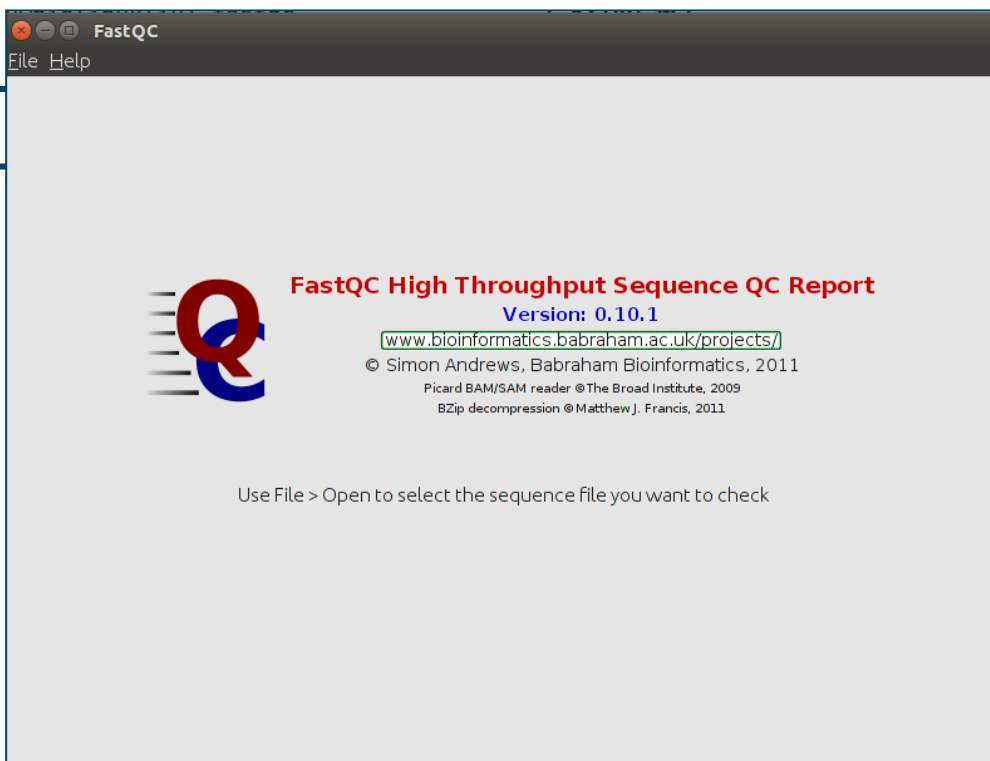 FastQC
File Help
FastQC High Throughput Sequence QC Report
Version: 0.10.1
www.bioinformatics.babraham.ac.uk/projects/
© Simon Andrews, Babraham Bioinformatics, 2011
Picard BAM/SAM reader ©The Broad Institute, 2009
BZip decompression ©Matthew J. Francis, 2011
QC
Use File > Open to select the sequence file you want to check